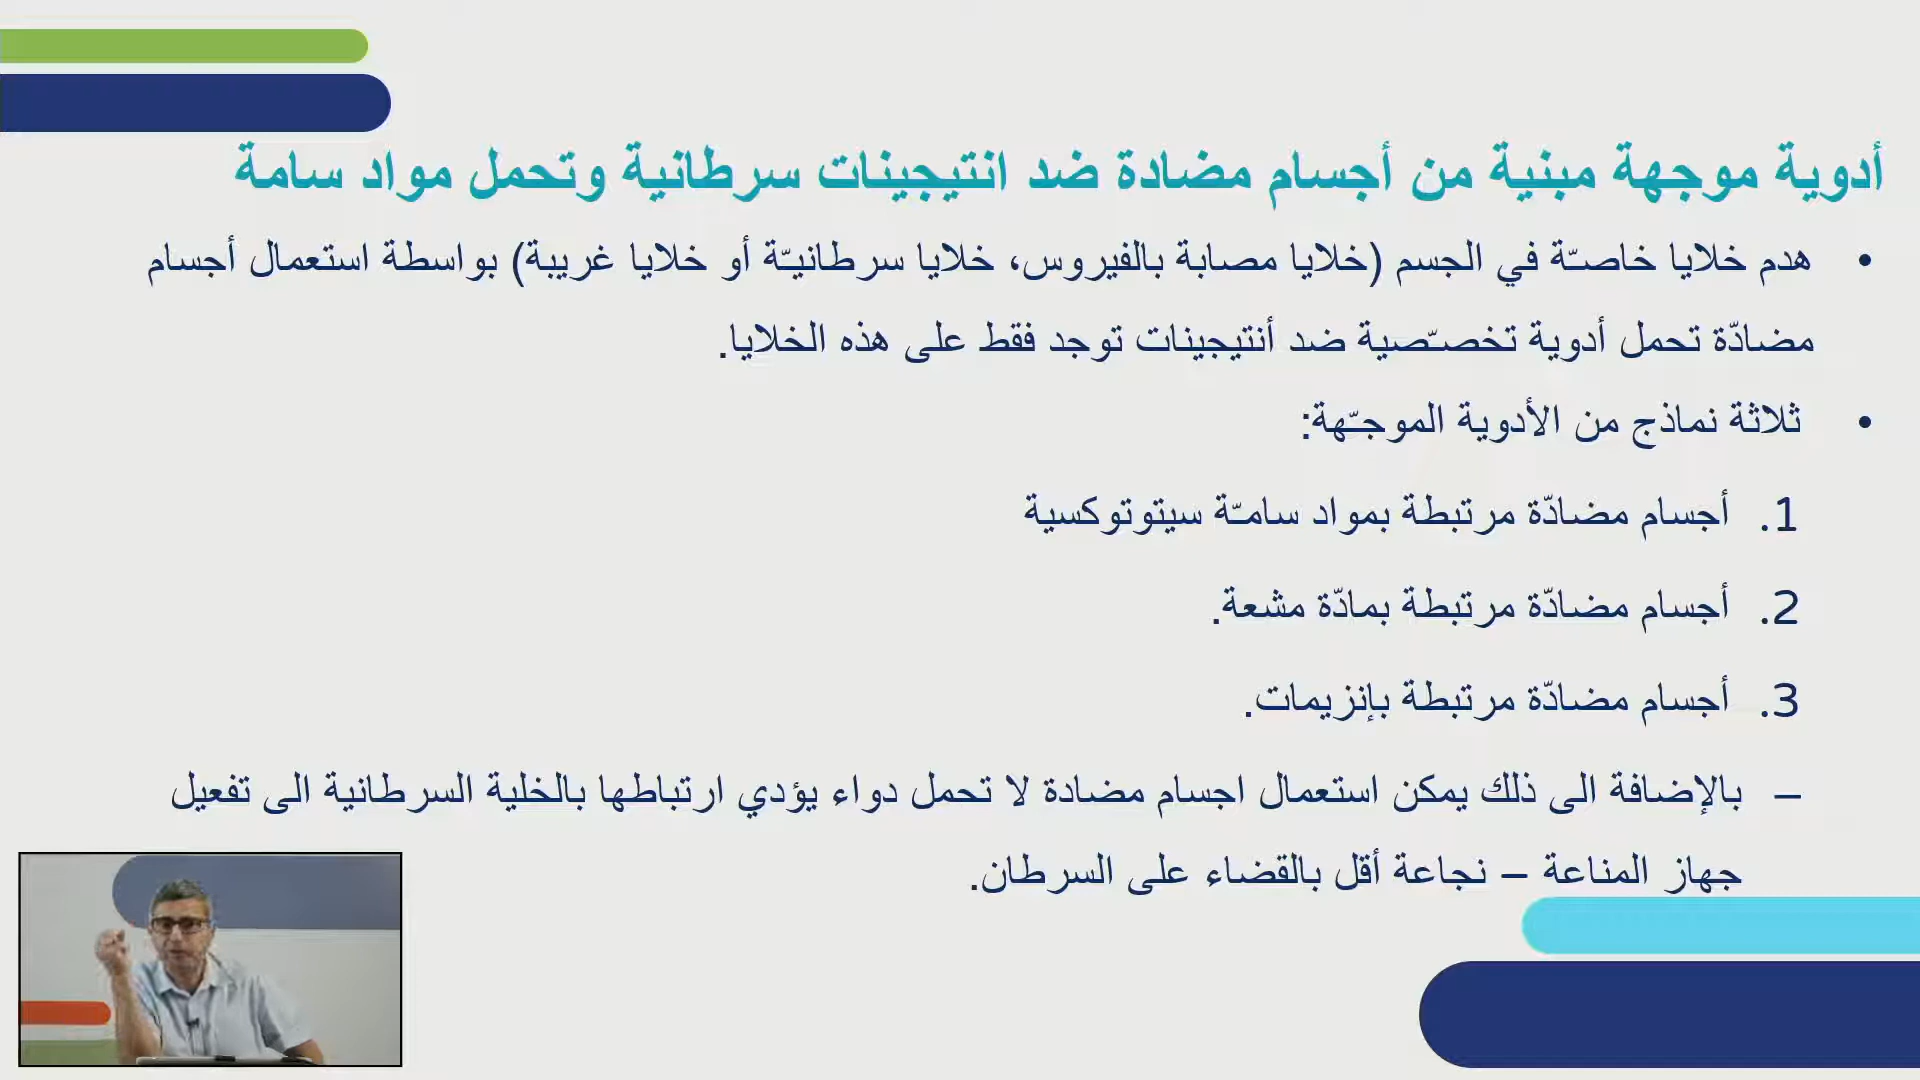 أدوية موجهة مبنية من أجسام مضادة ضد انتيجينات سرطانية وتحمل مواد سامة
• هدم خلايا خاصّة في الجسم (خلايا مصابة بالفيروس، خلايا سرطانيّة أو خلايا غريبة) بواسطة استعمال أجسام
مضادّة تحمل أدوية تخصّصية ضد أنتيجينات توجد فقط على هذه الخلايا.
• ثلاثة نماذج من الأدوية الموجّهة:
1. أجسام مضادّة مرتبطة بمواد سامّة سيتوتوكسية
2. أجسام مضادّة مرتبطة بمادّة مشعة.
3. أجسام مضادّة مرتبطة بإنزيمات.
– بالإضافة الى ذلك يمكن استعمال اجسام مضادة لا تحمل دواء يؤدي ارتباطها بالخلية السرطانية الى تفعيل
جهاز المناعة – نجاعة أقل بالقضاء على السرطان.